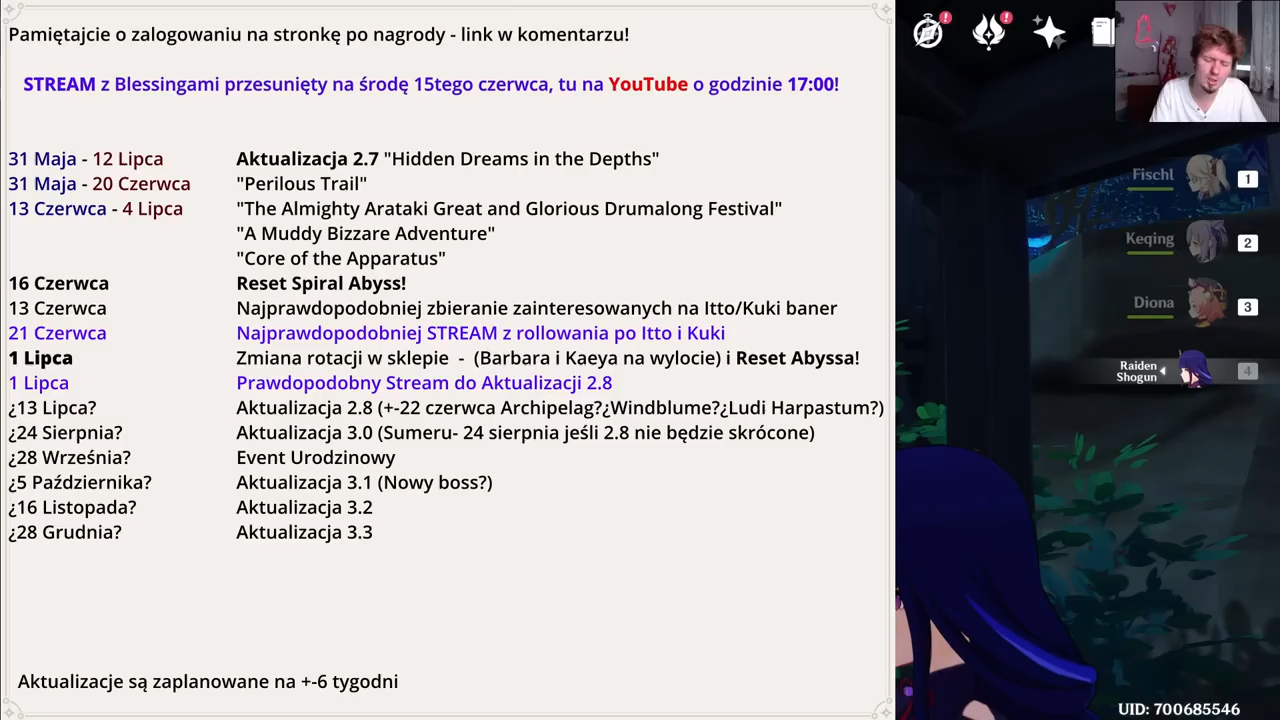 Pamiętajcie o zalogowaniu na stronkę po nagrody - link w komentarzu!
STREAM z Blessingami przesunięty na środę 15tego czerwca, tu na YouTube o godzinie 17:00!
31 Maja - 12 Lipca Aktualizacja 2.7 "Hidden Dreams in the Depths"
31 Maja - 20 Czerwca "Perilous Trail"
13 Czerwca - 4 Lipca "The Almighty Arataki Great and Glorious Drumalong Festival"
"A Muddy Bizzare Adventure"
"Core of the Apparatus"
16 Czerwca Reset Spiral Abyss!
13 Czerwca Najprawdopodobniej zbieranie zainteresowanych na Itto/Kuki baner
21 Czerwca Najprawdopodobniej STREAM z rollowania po Itto i Kuki
1 Lipca Zmiana rotacji w sklepie - (Barbara i Kaeya na wylocie) i Reset Abyssa!
1 Lipca Prawdopodobny Stream do Aktualizacji 2.8
¿13 Lipca? Aktualizacja 2.8 (+-22 czerwca Archipelag?¿Windblume?¿Ludi Harpastum?)
¿24 Sierpnia? Aktualizacja 3.0 (Sumeru- 24 sierpnia jeśli 2.8 nie będzie skrócone)
¿28 Września? Event Urodzinowy
¿5 Października? Aktualizacja 3.1 (Nowy boss?)
¿16 Listopada? Aktualizacja 3.2
¿28 Grudnia? Aktualizacja 3.3
Aktualizacje są zaplanowane na +-6 tygodni
Fischl 1
Keqing 2
Diona 3
Raiden
Shogun 4
UID: 700685546